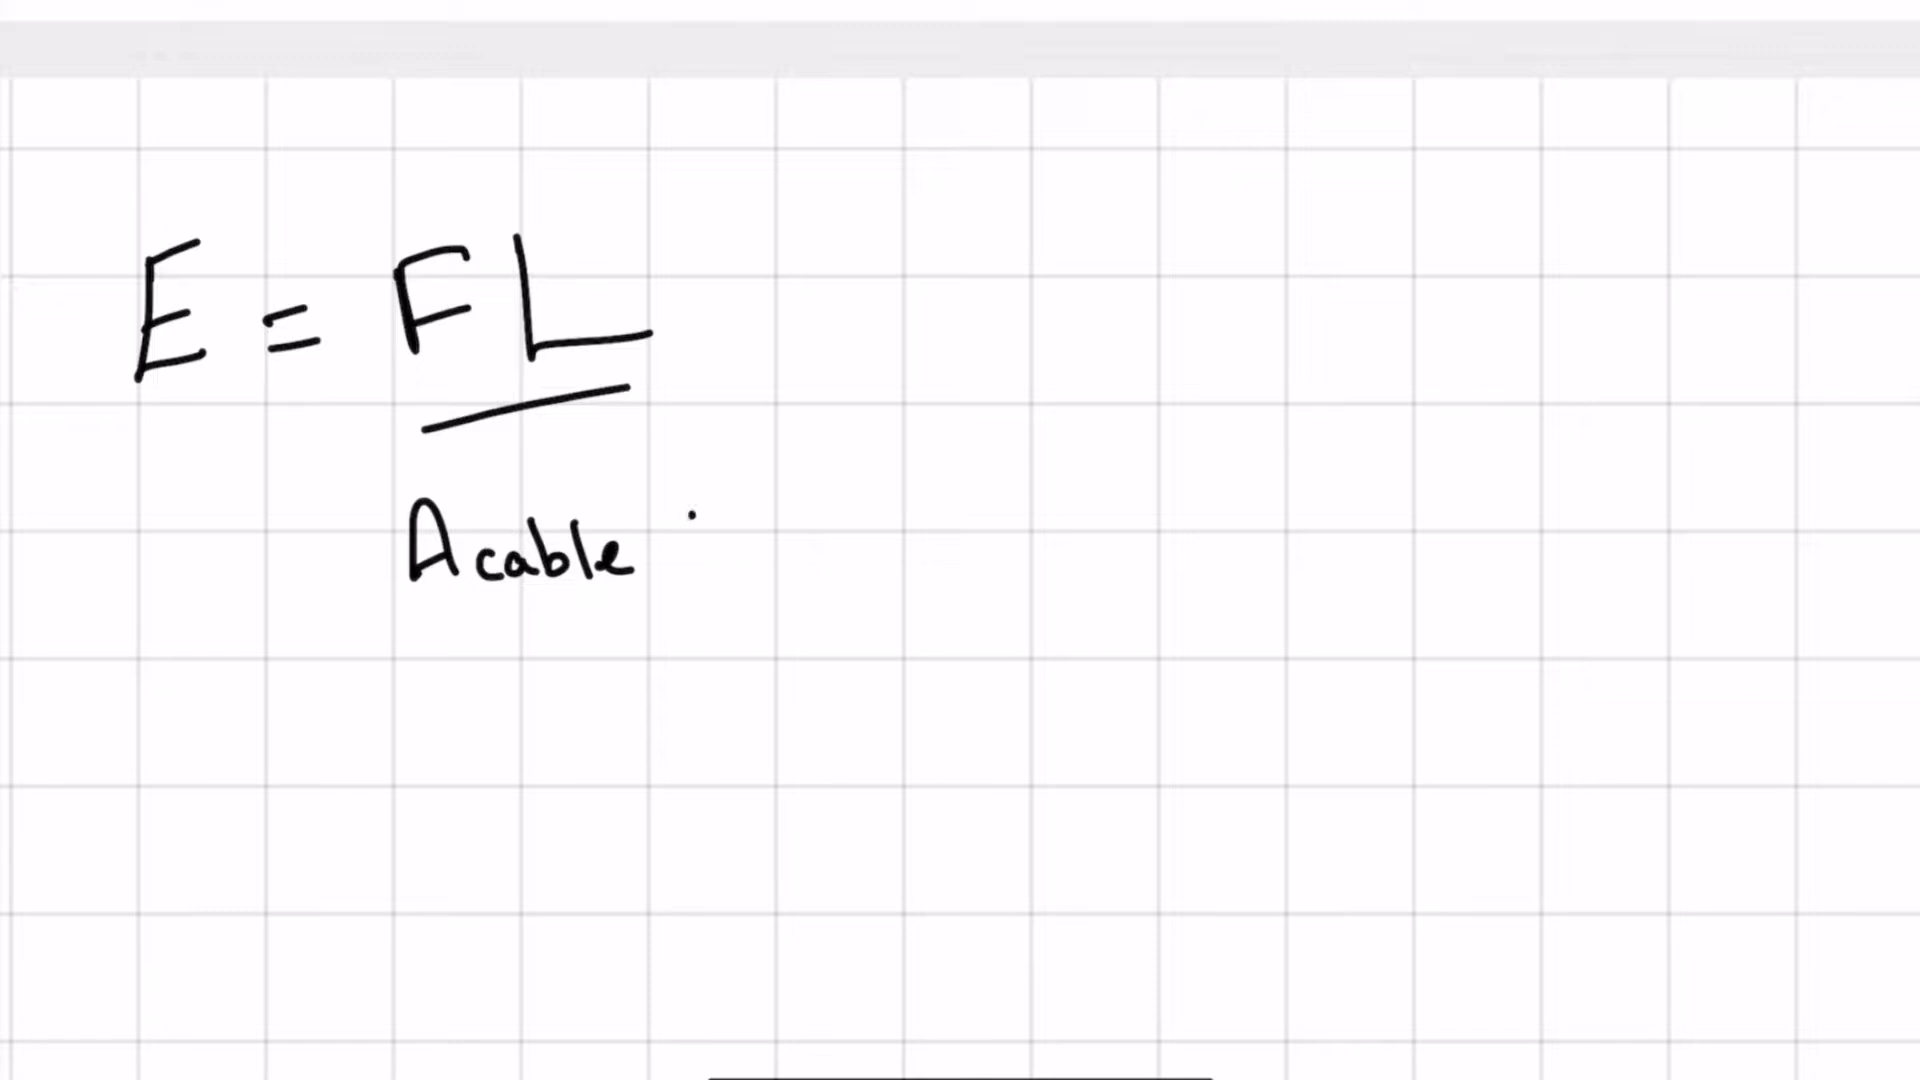 E = FL
Acable .